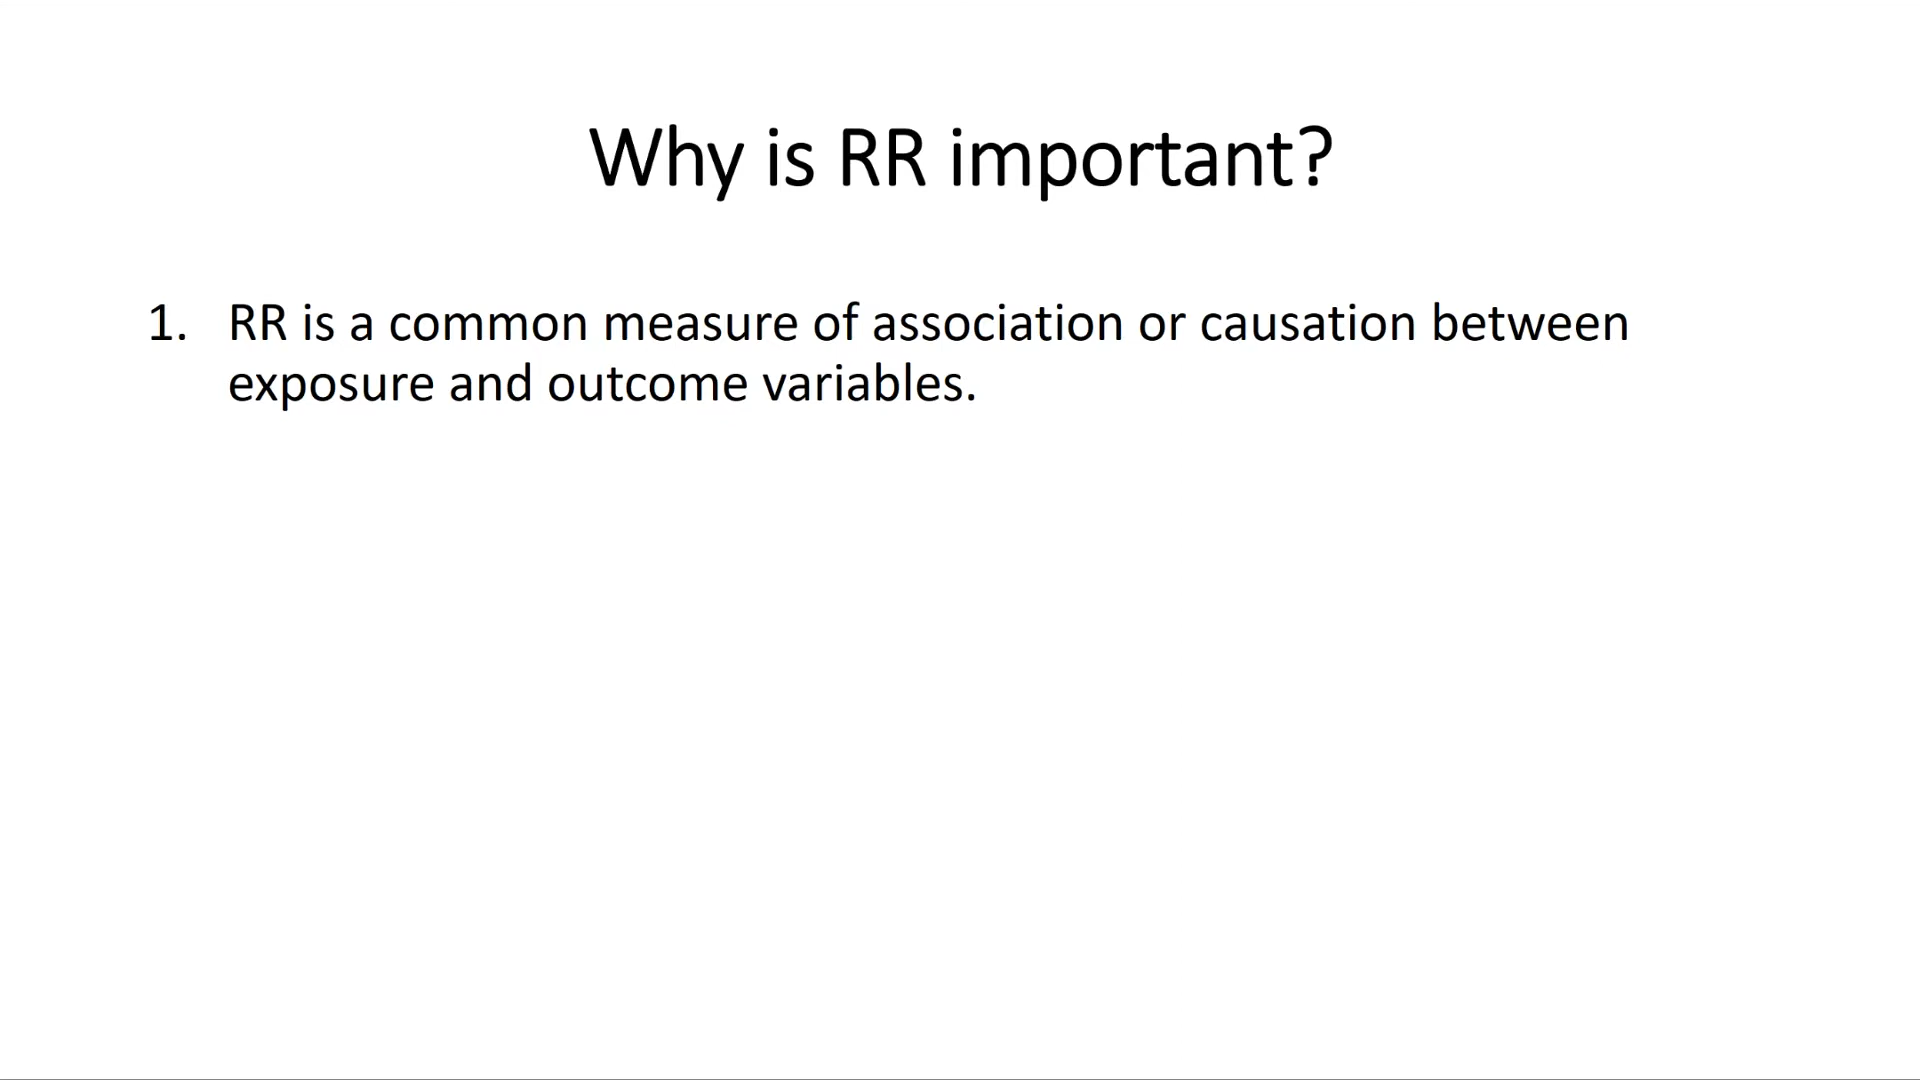 Why is RR important?
1. RR is a common measure of association or causation between
exposure and outcome variables.